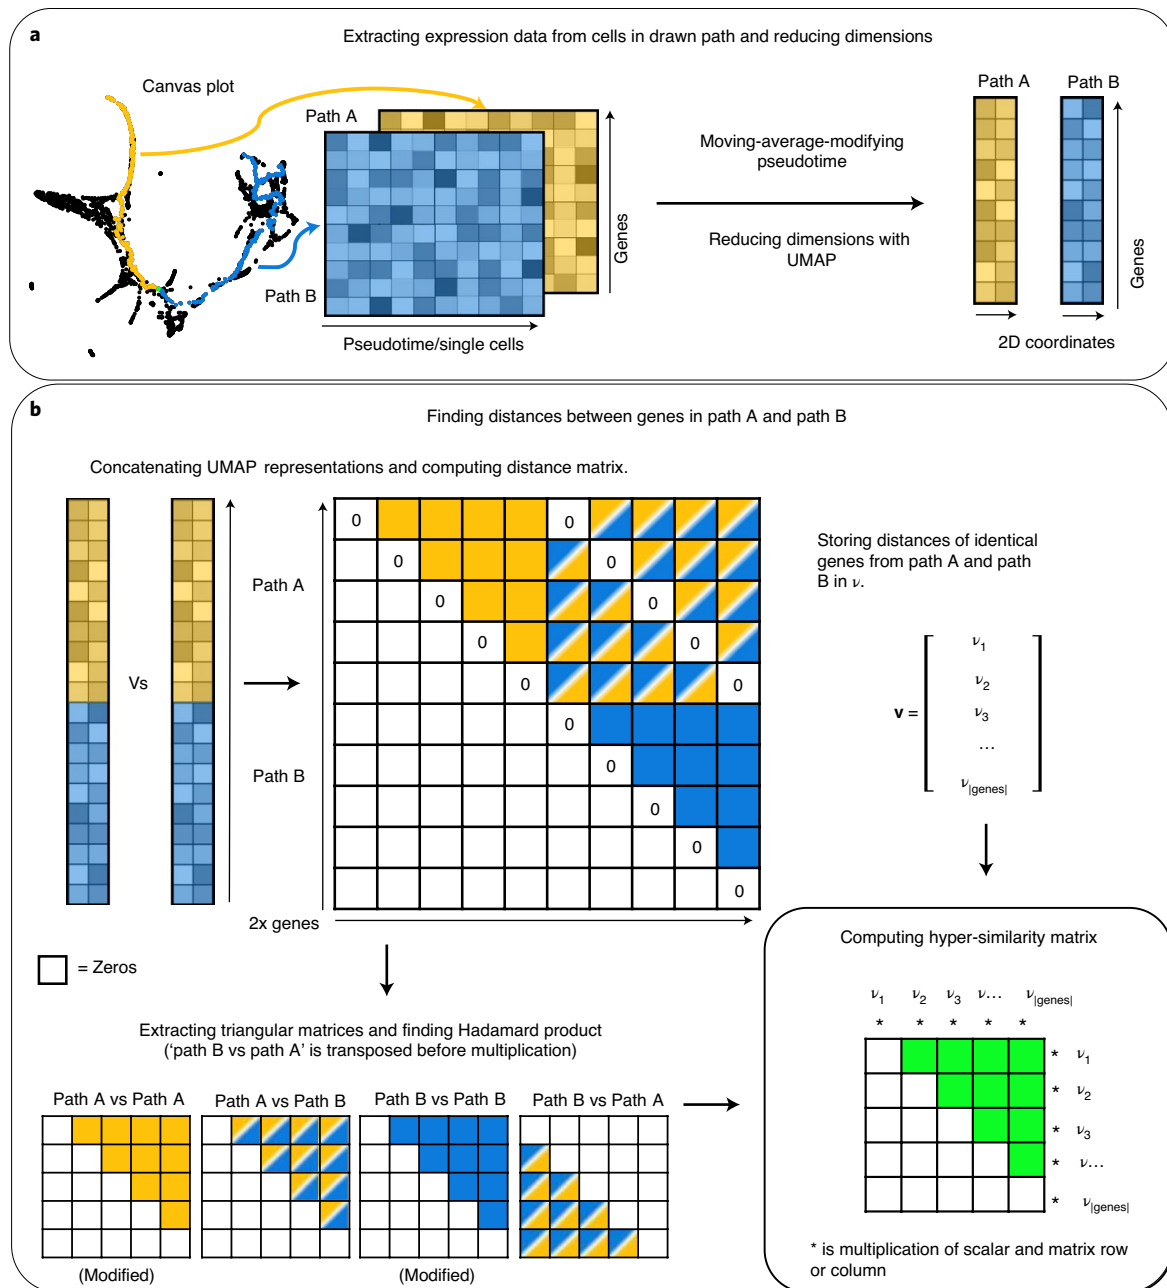 a
Extracting expression data from cells in drawn path and reducing dimensions
Canvas plot
Path A
Path B
Genes
Pseudotime/single cells
Moving-average-modifying
pseudotime
Reducing dimensions with
UMAP
Path A
Path B
Genes
2D coordinates
b
Finding distances between genes in path A and path B
Concatenating UMAP representations and computing distance matrix.
Vs
Path A
Path B
0 0
0 0
0 0
0 0
0 0
0
0
0
0
0
2x genes
Storing distances of identical
genes from path A and path
B in ν.
ν1
ν2
v = ν3
...
ν|genes|
= Zeros
Extracting triangular matrices and finding Hadamard product
(‘path B vs path A’ is transposed before multiplication)
Path A vs Path A
Path A vs Path B
Path B vs Path B
Path B vs Path A
(Modified)
(Modified)
Computing hyper-similarity matrix
ν1 ν2 ν3 ν... ν|genes|
* * * * *
* ν1
* ν2
* ν3
* ν...
* ν|genes|
* is multiplication of scalar and matrix row
or column